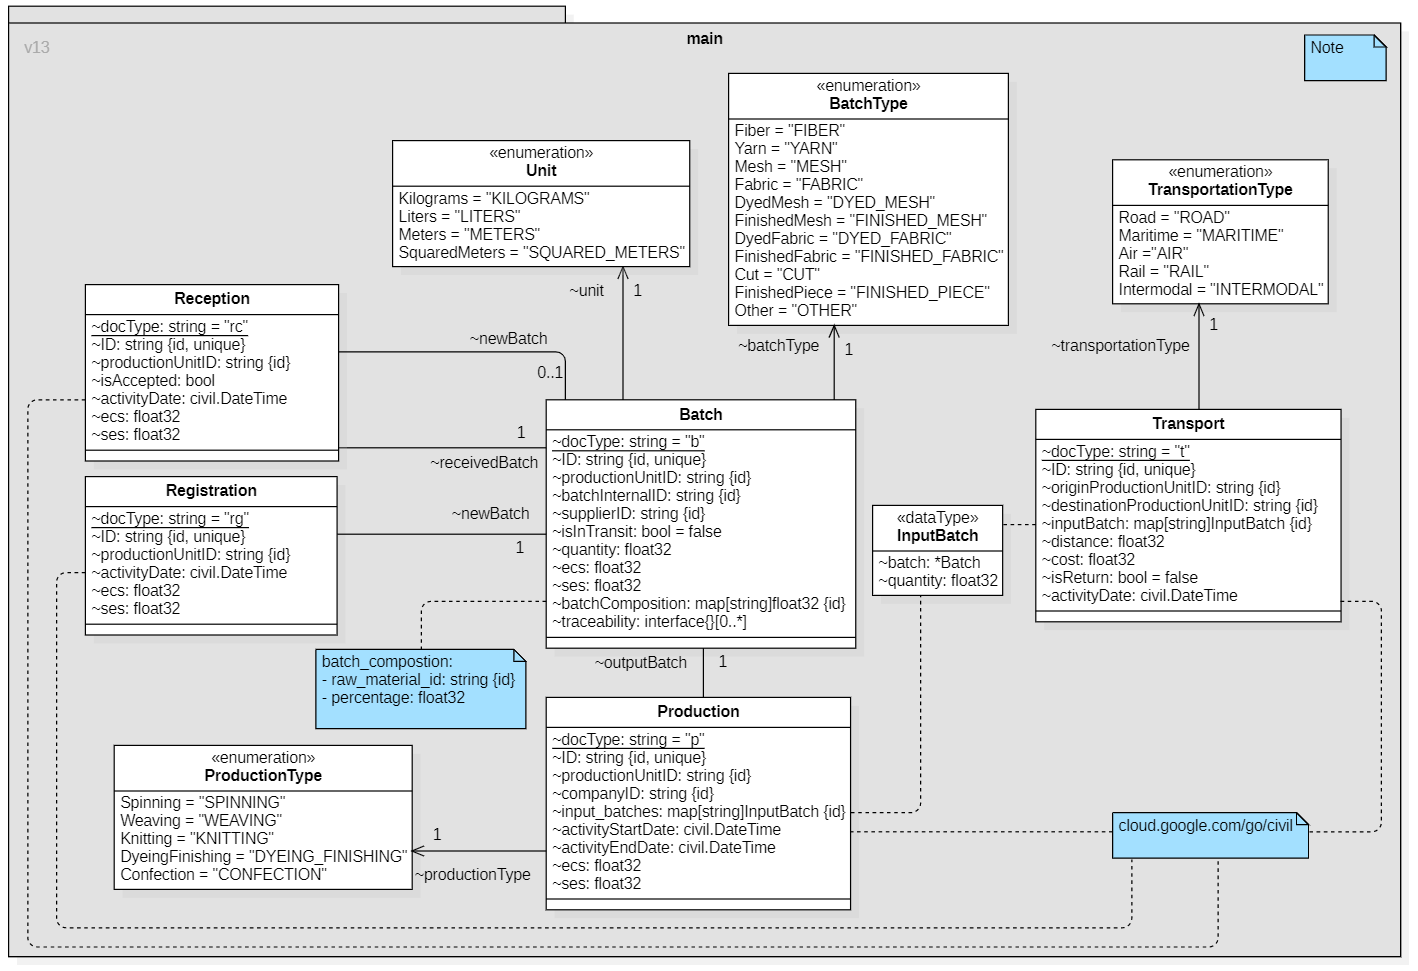 main
v13
Note
«enumeration»
BatchType
Fiber = "FIBER"
Yarn = "YARN"
Mesh = "MESH"
Fabric = "FABRIC"
DyedMesh = "DYED_MESH"
FinishedMesh = "FINISHED_MESH"
DyedFabric = "DYED_FABRIC"
FinishedFabric = "FINISHED_FABRIC"
Cut = "CUT"
FinishedPiece = "FINISHED_PIECE"
Other = "OTHER"
«enumeration»
Unit
Kilograms = "KILOGRAMS"
Liters = "LITERS"
Meters = "METERS"
SquaredMeters = "SQUARED_METERS"
«enumeration»
TransportationType
Road = "ROAD"
Maritime = "MARITIME"
Air ="AIR"
Rail = "RAIL"
Intermodal = "INTERMODAL"
~unit
1
~batchType
1
~transportationType
1
Reception
~docType: string = "rc"
~ID: string {id, unique}
~productionUnitID: string {id}
~isAccepted: bool
~activityDate: civil.DateTime
~ecs: float32
~ses: float32
~newBatch
0..1
1
~receivedBatch
Registration
~docType: string = "rg"
~ID: string {id, unique}
~productionUnitID: string {id}
~activityDate: civil.DateTime
~ecs: float32
~ses: float32
~newBatch
1
Batch
~docType: string = "b"
~ID: string {id, unique}
~productionUnitID: string {id}
~batchInternalID: string {id}
~supplierID: string {id}
~isInTransit: bool = false
~quantity: float32
~ecs: float32
~ses: float32
~batchComposition: map[string]float32 {id}
~traceability: interface{}[0..*]
«dataType»
InputBatch
~batch: *Batch
~quantity: float32
Transport
~docType: string = "t"
~ID: string {id, unique}
~originProductionUnitID: string {id}
~destinationProductionUnitID: string {id}
~inputBatch: map[string]InputBatch {id}
~distance: float32
~cost: float32
~isReturn: bool = false
~activityDate: civil.DateTime
batch_compostion:
- raw_material_id: string {id}
- percentage: float32
~outputBatch
1
Production
~docType: string = "p"
~ID: string {id, unique}
~productionUnitID: string {id}
~companyID: string {id}
~input_batches: map[string]InputBatch {id}
~activityStartDate: civil.DateTime
~activityEndDate: civil.DateTime
~ecs: float32
~ses: float32
«enumeration»
ProductionType
Spinning = "SPINNING"
Weaving = "WEAVING"
Knitting = "KNITTING"
DyeingFinishing = "DYEING_FINISHING"
Confection = "CONFECTION"
1
~productionType
cloud.google.com/go/civil